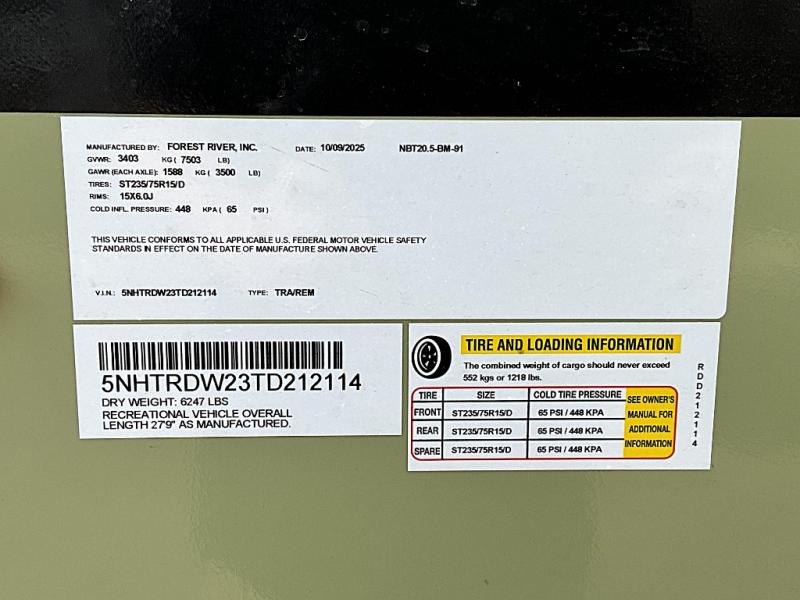 MANUFACTURED BY: FOREST RIVER, INC. DATE: 10/09/2025 NBT20.5-BM-91
GVWR: 3403 KG ( 7503 LB)
GAWR (EACH AXLE): 1588 KG ( 3500 LB)
TIRES: ST235/75R15/D
RIMS: 15X6.0J
COLD INFL. PRESSURE: 448 KPA ( 65 PSI )
THIS VEHICLE CONFORMS TO ALL APPLICABLE U.S. FEDERAL MOTOR VEHICLE SAFETY
STANDARDS IN EFFECT ON THE DATE OF MANUFACTURE SHOWN ABOVE.
V.I.N.: 5NHTRDW23TD212114 TYPE: TRA/REM
5NHTRDW23TD212114
DRY WEIGHT: 6247 LBS
RECREATIONAL VEHICLE OVERALL
LENGTH 27'9" AS MANUFACTURED.
TIRE AND LOADING INFORMATION
The combined weight of cargo should never exceed
552 kgs or 1218 lbs.
TIRE SIZE COLD TIRE PRESSURE
FRONT ST235/75R15/D 65 PSI / 448 KPA
REAR ST235/75R15/D 65 PSI / 448 KPA
SPARE ST235/75R15/D 65 PSI / 448 KPA
SEE OWNER'S
MANUAL FOR
ADDITIONAL
INFORMATION
RDD212114